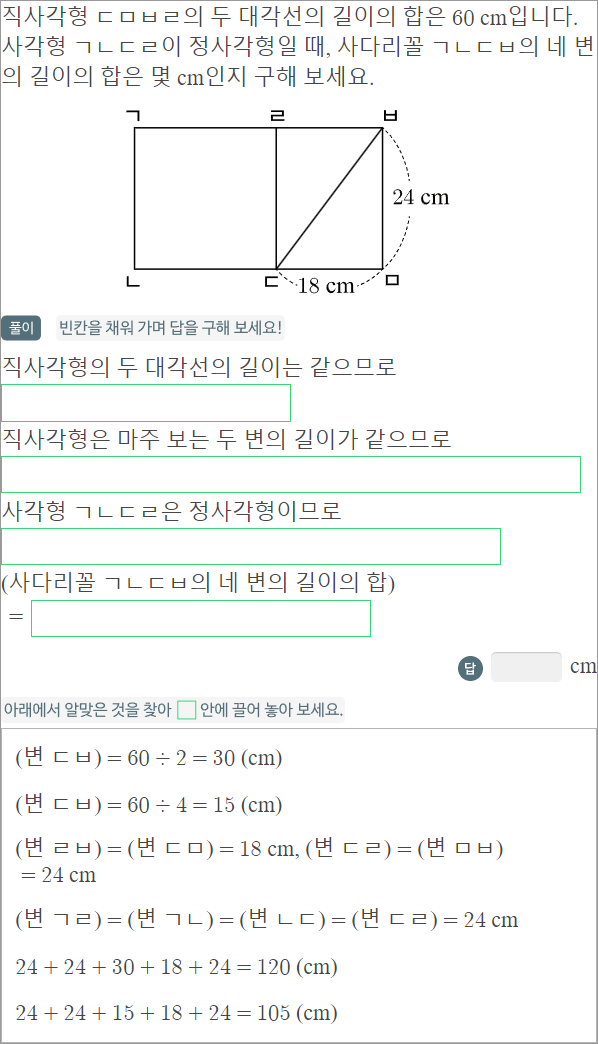 직사각형 ㄷㅁㅂㄹ의 두 대각선의 길이의 합은 60 cm입니다.
사각형 ㄱㄴㄷㄹ이 정사각형일 때, 사다리꼴 ㄱㄴㄷㅂ의 네 변
의 길이의 합은 몇 cm인지 구해 보세요.
ㄱ ㄹ ㅂ
24 cm
ㄴ ㄷ 18 cm ㅁ
풀이 빈칸을 채워 가며 답을 구해 보세요!
직사각형의 두 대각선의 길이는 같으므로
직사각형은 마주 보는 두 변의 길이가 같으므로
사각형 ㄱㄴㄷㄹ은 정사각형이므로
(사다리꼴 ㄱㄴㄷㅂ의 네 변의 길이의 합)
=
답 cm
아래에서 알맞은 것을 찾아 안에 끌어 놓아 보세요.
(변 ㄷㅂ) = 60 ÷ 2 = 30 (cm)
(변 ㄷㅂ) = 60 ÷ 4 = 15 (cm)
(변 ㄹㅂ) = (변 ㄷㅁ) = 18 cm, (변 ㄷㄹ) = (변 ㅁㅂ)
= 24 cm
(변 ㄱㄹ) = (변 ㄱㄴ) = (변 ㄴㄷ) = (변 ㄷㄹ) = 24 cm
24 + 24 + 30 + 18 + 24 = 120 (cm)
24 + 24 + 15 + 18 + 24 = 105 (cm)